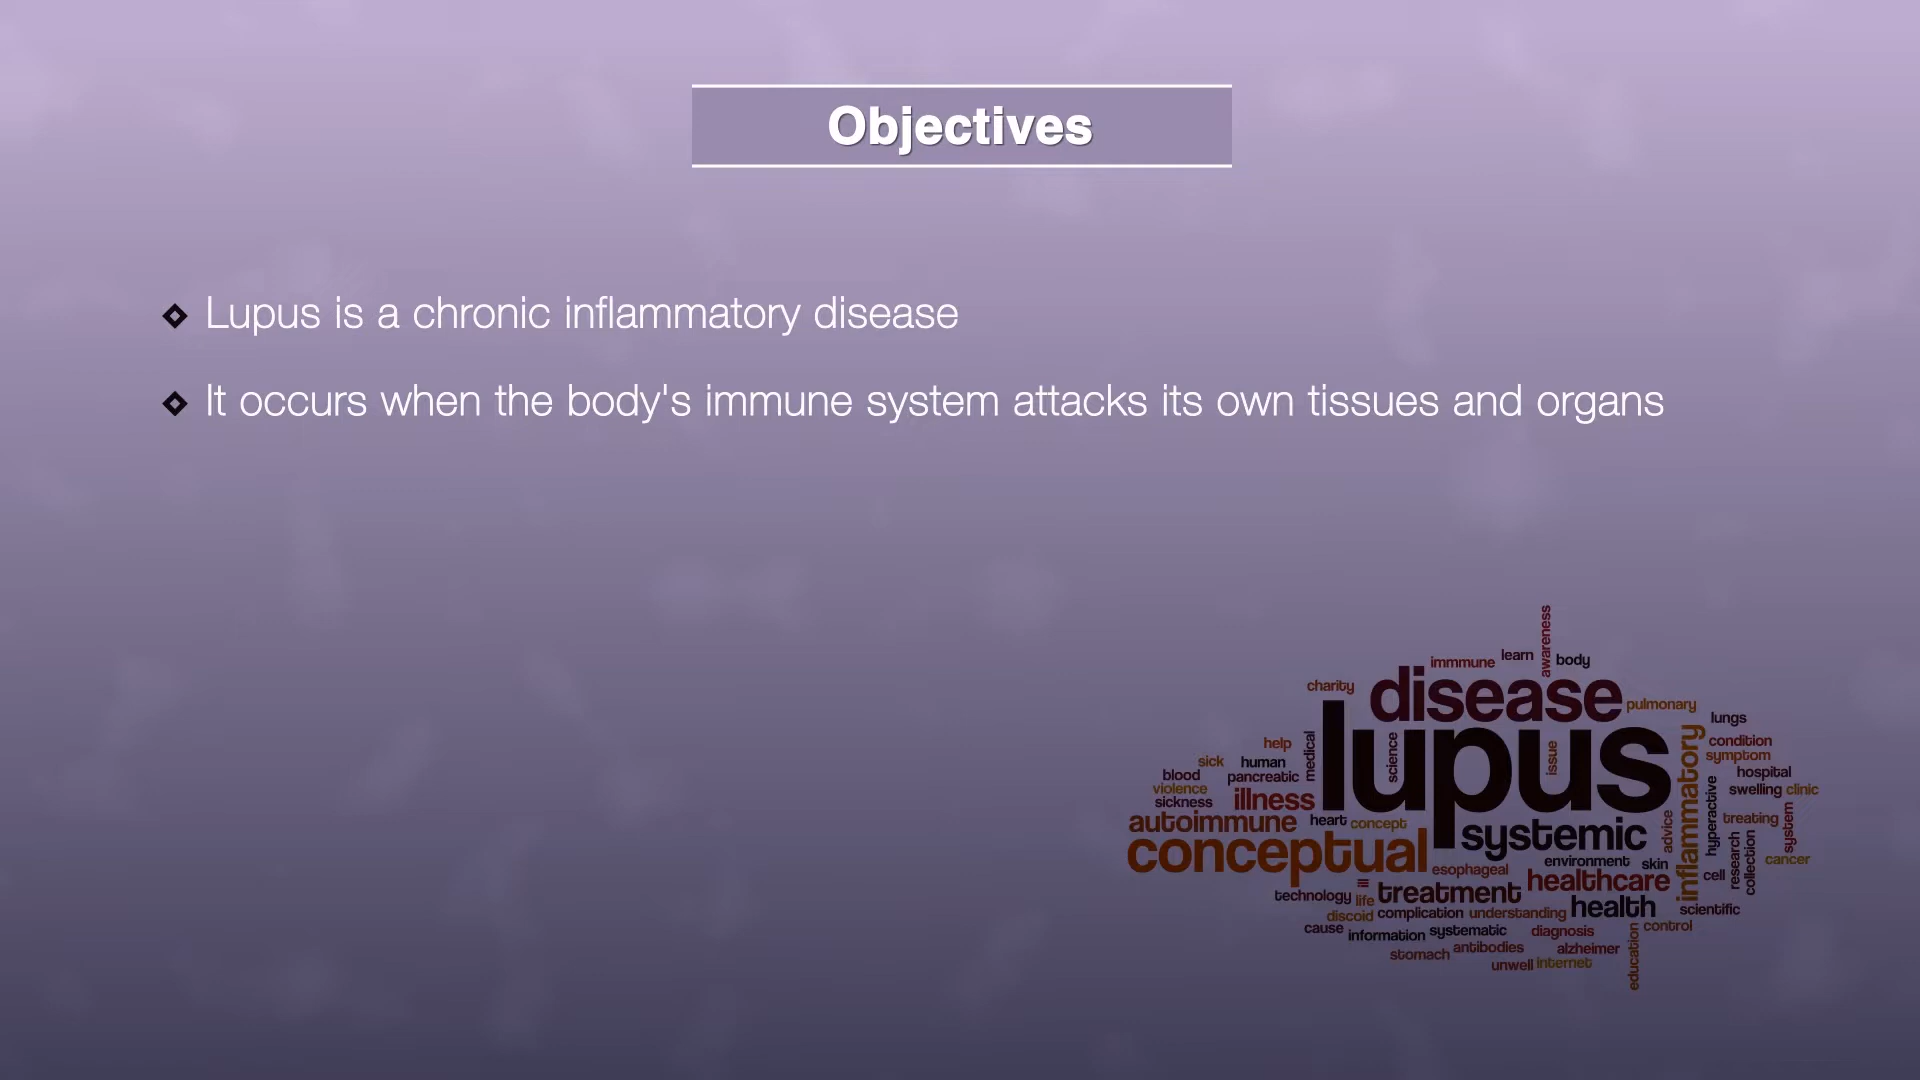 Objectives
Lupus is a chronic inflammatory disease
It occurs when the body's immune system attacks its own tissues and organs
awareness
immmune
learn
body
charity
disease
pulmonary
lungs
lupus
help
medical
science
issue
inflammatory
condition
symptom
sick
human
blood
pancreatic
hospital
violence
illness
hyperactive
swelling
clinic
sickness
autoimmune
heart
concept
systemic
advice
treating
system
conceptual
esophageal
environment
skin
cell
research
collection
cancer
technology
life
treatment
healthcare
discoid
complication
understanding
health
scientific
cause
information
systematic
diagnosis
control
stomach
antibodies
alzheimer
education
unwell
internet